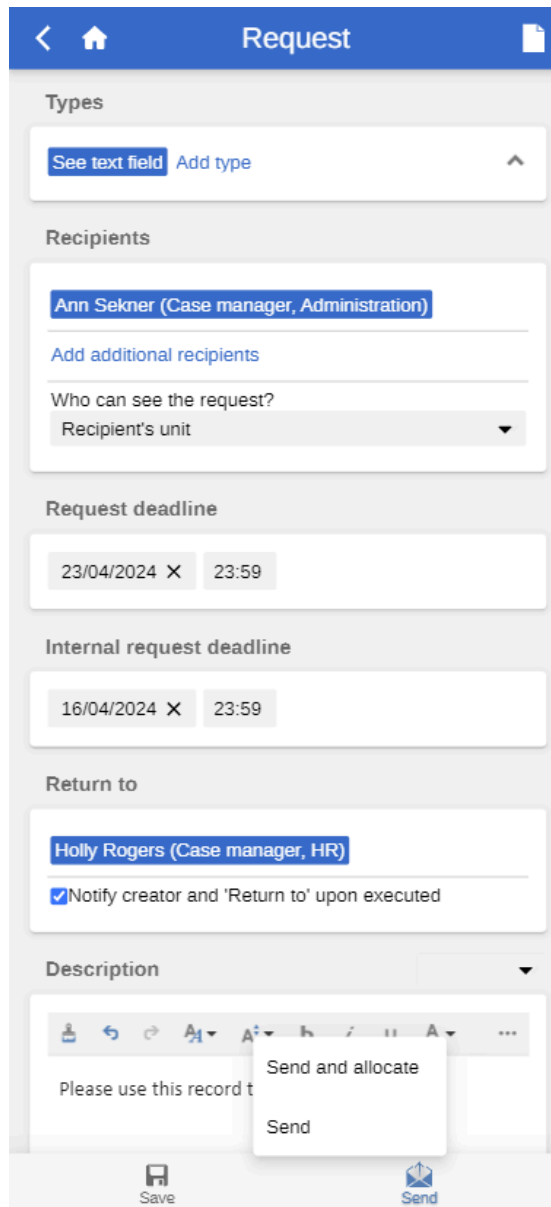 Request
Types
See text field Add type
Recipients
Ann Sekner (Case manager, Administration)
Add additional recipients
Who can see the request?
Recipient's unit
Request deadline
23/04/2024 23:59
Internal request deadline
16/04/2024 23:59
Return to
Holly Rogers (Case manager, HR)
Notify creator and 'Return to' upon executed
Description
Please use this record t
Send and allocate
Send
Save
Send